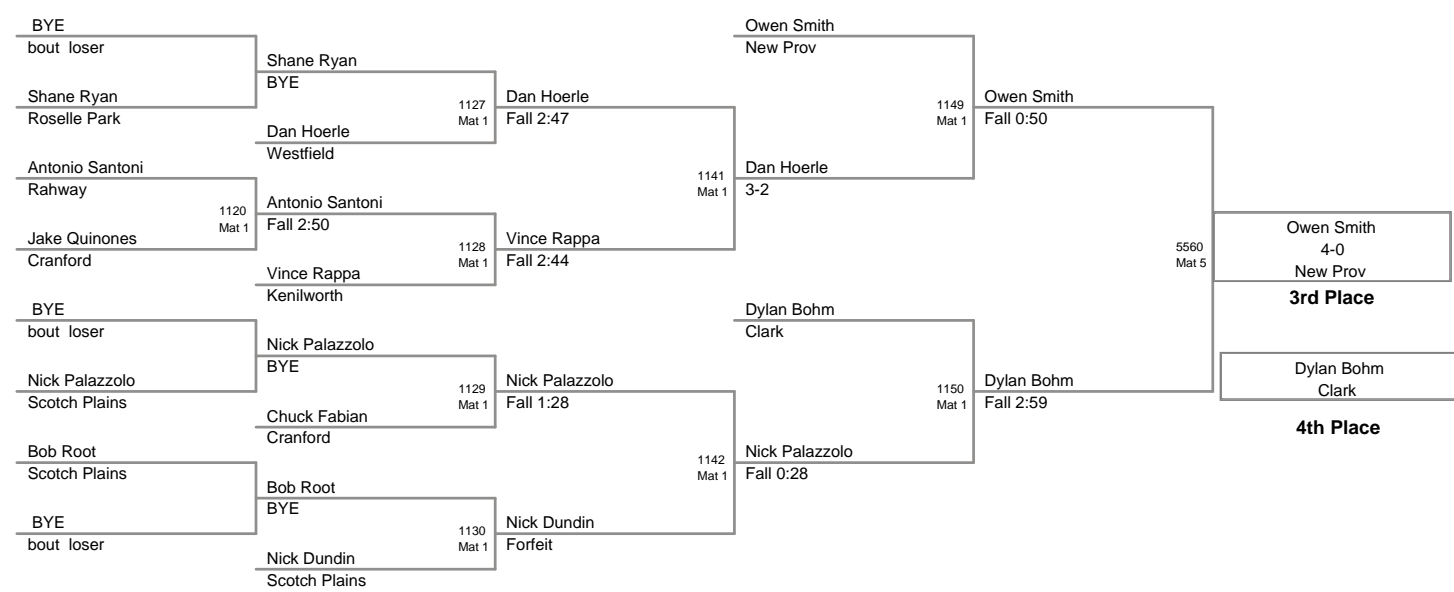 BYE
bout loser
Shane Ryan
Roselle Park
Antonio Santoni
Rahway
1120
Mat 1
Jake Quinones
Cranford
BYE
bout loser
Nick Palazzolo
Scotch Plains
Bob Root
Scotch Plains
BYE
bout loser
Shane Ryan
BYE
1127
Mat 1
Dan Hoerle
Westfield
Antonio Santoni
Fall 2:50
1128
Mat 1
Vince Rappa
Kenilworth
Nick Palazzolo
BYE
1129
Mat 1
Chuck Fabian
Cranford
Bob Root
BYE
1130
Mat 1
Nick Dundin
Scotch Plains
Dan Hoerle
Fall 2:47
1141
Mat 1
Vince Rappa
Fall 2:44
Nick Palazzolo
Fall 1:28
1142
Mat 1
Nick Dundin
Forfeit
Owen Smith
New Prov
1149
Mat 1
Dan Hoerle
3-2
Dylan Bohm
Clark
1150
Mat 1
Nick Palazzolo
Fall 0:28
Owen Smith
Fall 0:50
5560
Mat 5
Dylan Bohm
Fall 2:59
Owen Smith
4-0
New Prov
3rd Place
Dylan Bohm
Clark
4th Place